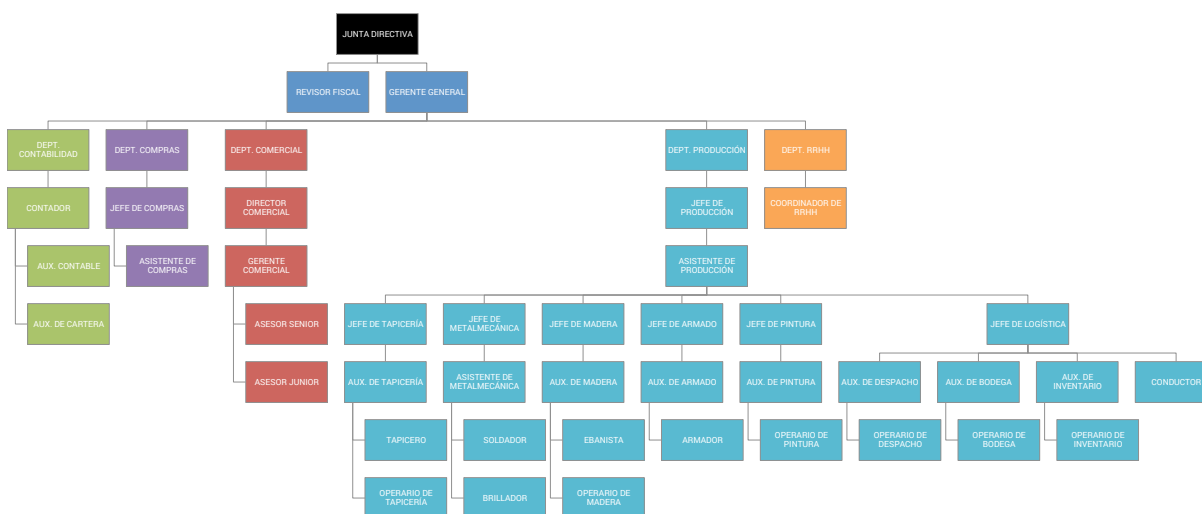 JUNTA DIRECTIVA
REVISOR FISCAL
GERENTE GENERAL
DEPT.
CONTABILIDAD
DEPT. COMPRAS
DEPT. COMERCIAL
DEPT. PRODUCCIÓN
DEPT. RRHH
CONTADOR
JEFE DE COMPRAS
DIRECTOR
COMERCIAL
JEFE DE
PRODUCCIÓN
COORDINADOR DE
RRHH
AUX. CONTABLE
ASISTENTE DE
COMPRAS
GERENTE
COMERCIAL
ASISTENTE DE
PRODUCCIÓN
AUX. DE CARTERA
ASESOR SENIOR
JEFE DE TAPICERÍA
JEFE DE
METALMECÁNICA
JEFE DE MADERA
JEFE DE ARMADO
JEFE DE PINTURA
JEFE DE LOGÍSTICA
ASESOR JUNIOR
AUX. DE TAPICERÍA
ASISTENTE DE
METALMECÁNICA
AUX. DE MADERA
AUX. DE ARMADO
AUX. DE PINTURA
AUX. DE DESPACHO
AUX. DE BODEGA
AUX. DE
INVENTARIO
CONDUCTOR
TAPICERO
SOLDADOR
EBANISTA
ARMADOR
OPERARIO DE
PINTURA
OPERARIO DE
DESPACHO
OPERARIO DE
BODEGA
OPERARIO DE
INVENTARIO
OPERARIO DE
TAPICERÍA
BRILLADOR
OPERARIO DE
MADERA